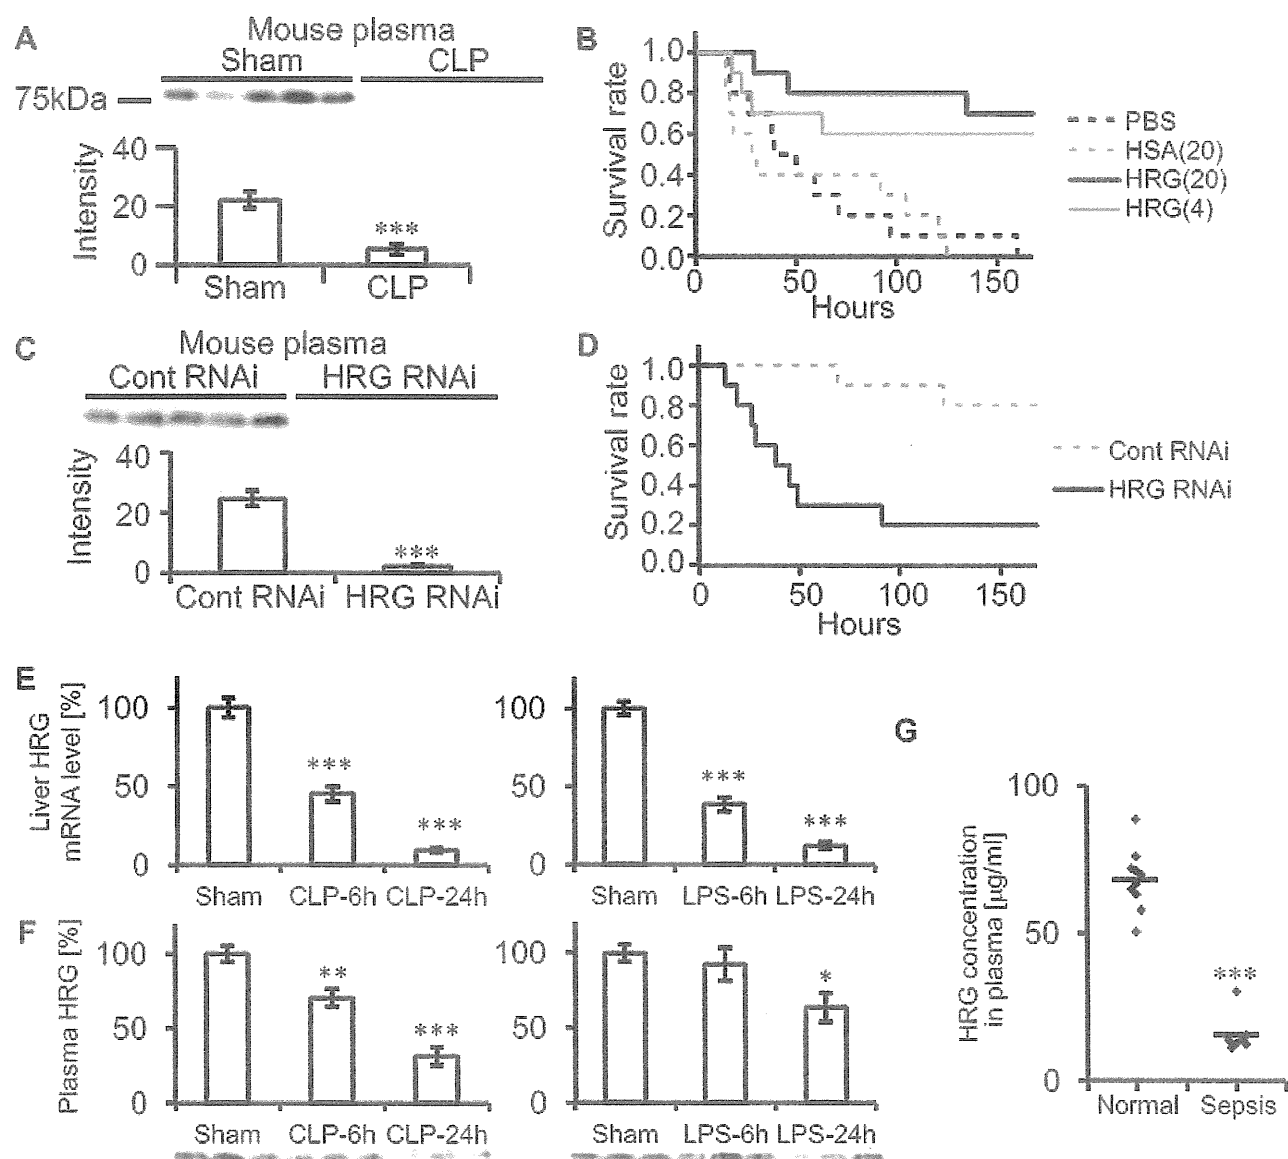 A
Mouse plasma
Sham CLP
75kDa
Intensity
40
20
0
Sham CLP
***
B
Survival rate
1.0
0.8
0.6
0.4
0.2
0.0
0 50 100 150
Hours
PBS
HSA(20)
HRG(20)
HRG(4)
C
Mouse plasma
Cont RNAi HRG RNAi
Intensity
40
20
0
***
Cont RNAi HRG RNAi
D
Survival rate
1.0
0.8
0.6
0.4
0.2
0.0
0 50 100 150
Hours
Cont RNAi
HRG RNAi
E
Liver HRG
mRNA level [%]
100
50
0
***
***
Sham CLP-6h CLP-24h
100
50
0
***
***
Sham LPS-6h LPS-24h
F
Plasma HRG [%]
100
50
0
**
***
Sham CLP-6h CLP-24h
100
50
0
*
Sham LPS-6h LPS-24h
G
HRG concentration
in plasma [µg/ml]
100
50
0
***
Normal Sepsis